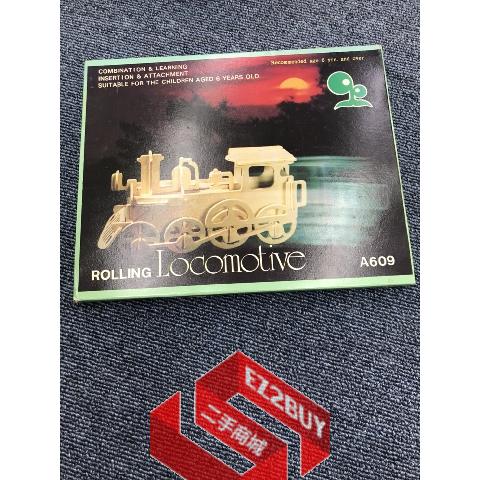 COMBINATION & LEARNING
INSERTION & ATTACHMENT
SUITABLE FOR THE CHILDREN AGED 6 YEARS OLD.
Recommended age 6 yrs. and over
ROLLING Locomotive
A609
EZ2BUY
二手商城